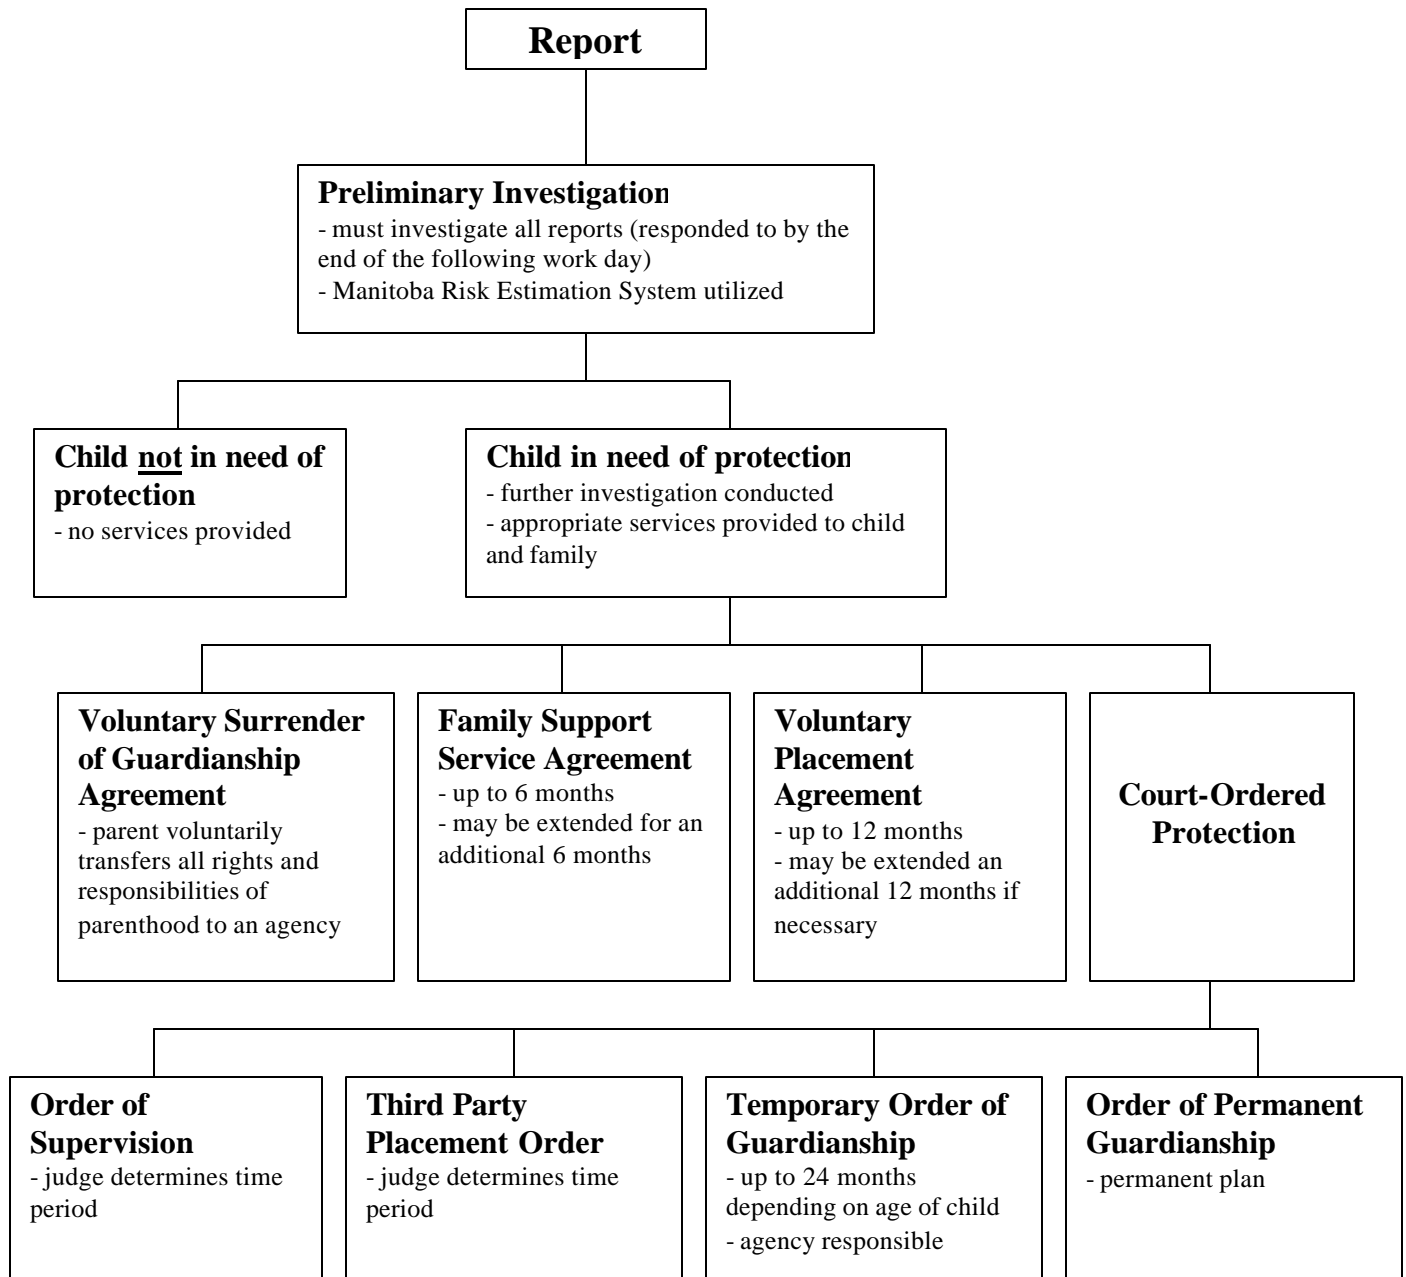 Report
Preliminary Investigation
- must investigate all reports (responded to by the
end of the following work day)
- Manitoba Risk Estimation System utilized
Child not in need of
protection
- no services provided
Child in need of protection
- further investigation conducted
- appropriate services provided to child
and family
Voluntary Surrender
of Guardianship
Agreement
- parent voluntarily
transfers all rights and
responsibilities of
parenthood to an agency
Family Support
Service Agreement
- up to 6 months
- may be extended for an
additional 6 months
Voluntary
Placement
Agreement
- up to 12 months
- may be extended an
additional 12 months if
necessary
Court-Ordered
Protection
Order of
Supervision
- judge determines time
period
Third Party
Placement Order
- judge determines time
period
Temporary Order of
Guardianship
- up to 24 months
depending on age of child
- agency responsible
Order of Permanent
Guardianship
- permanent plan